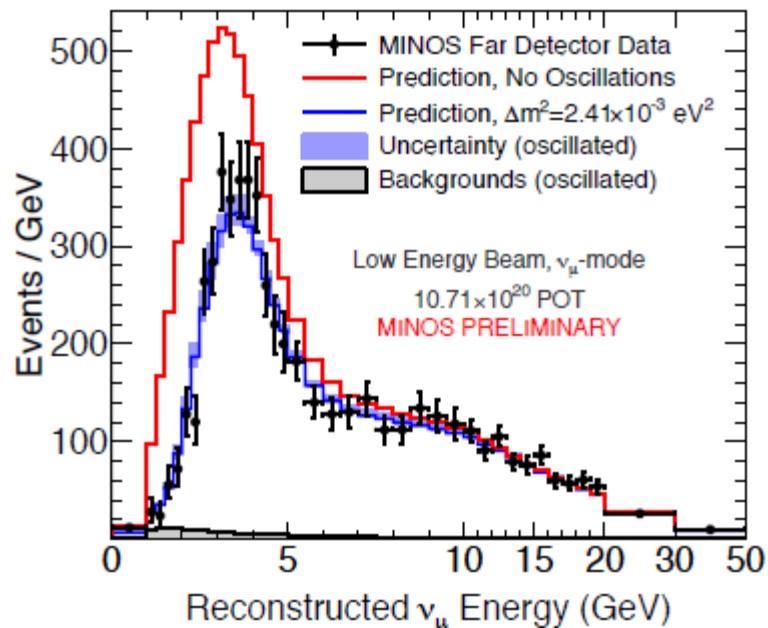 500
400
300
200
100
Events / GeV
MINOS Far Detector Data
Prediction, No Oscillations
Prediction, Δm²=2.41×10⁻³ eV²
Uncertainty (oscillated)
Backgrounds (oscillated)
Low Energy Beam, νμ-mode
10.71×10²⁰ POT
MINOS PRELIMINARY
0 5 10 15 20 30 50
Reconstructed νμ Energy (GeV)